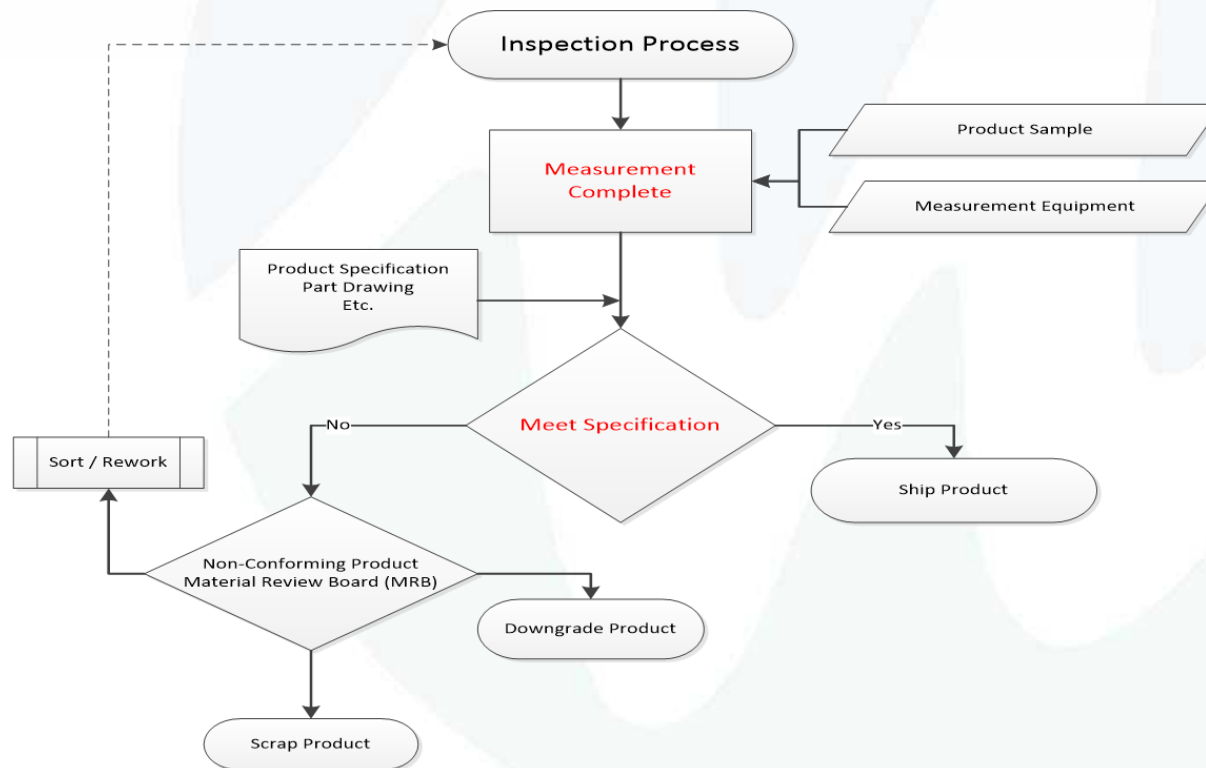 Inspection Process
Product Sample
Measurement
Complete
Measurement Equipment
Product Specification
Part Drawing
Etc.
Meet Specification
No
Yes
Sort / Rework
Ship Product
Non-Conforming Product
Material Review Board (MRB)
Downgrade Product
Scrap Product